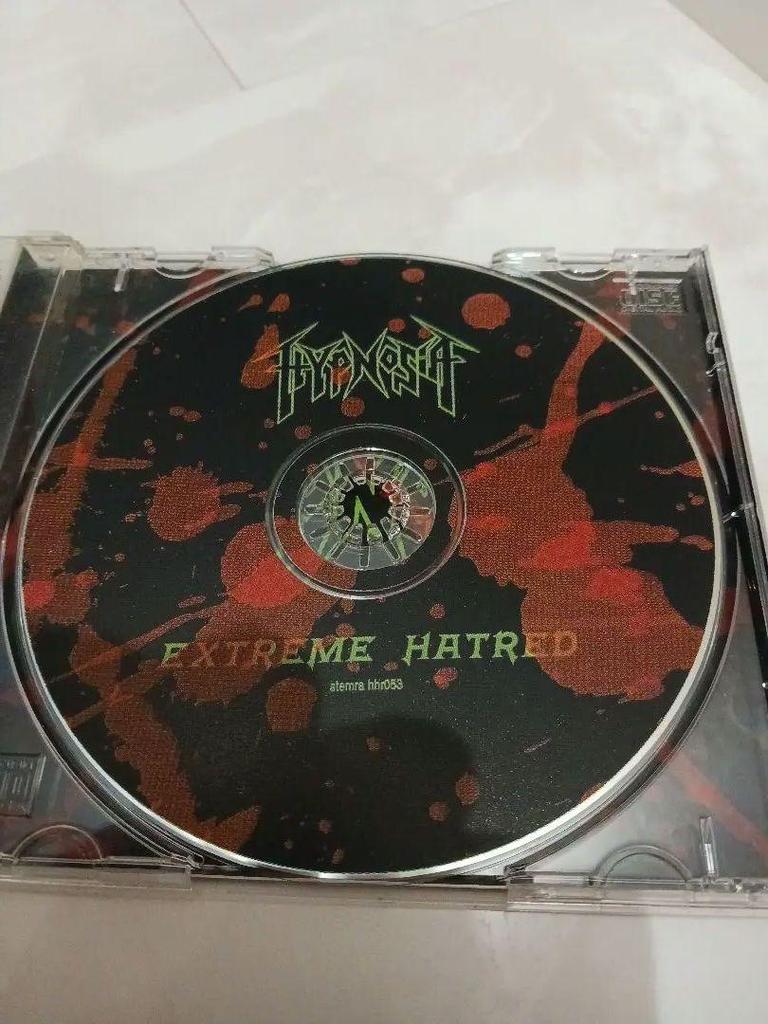 HYPNOSIA
EXTREME HATRED
atemra hhr053